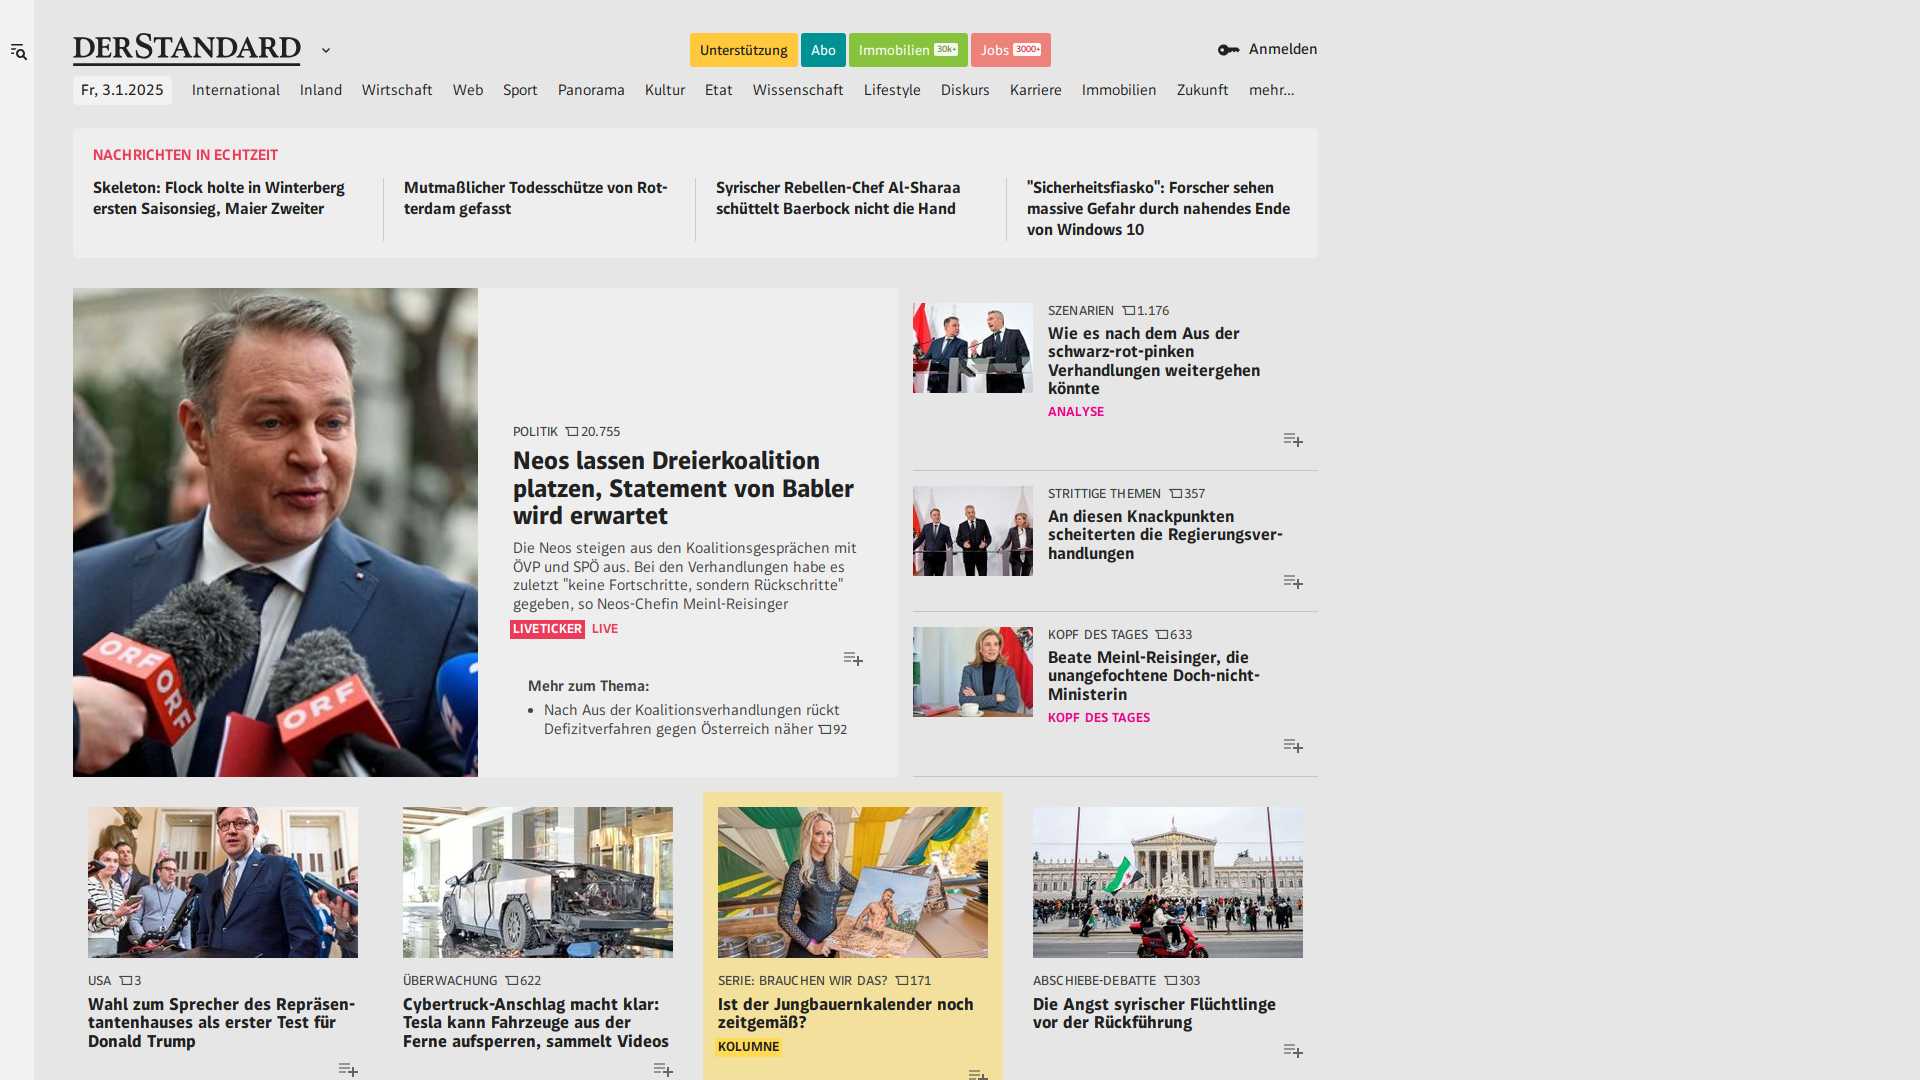 DERSTANDARD
Unterstützung
Abo
Immobilien 30k+
Jobs 3000+
Anmelden
Fr, 3.1.2025
International
Inland
Wirtschaft
Web
Sport
Panorama
Kultur
Etat
Wissenschaft
Lifestyle
Diskurs
Karriere
Immobilien
Zukunft
mehr...
NACHRICHTEN IN ECHTZEIT
Skeleton: Flock holte in Winterberg
ersten Saisonsieg, Maier Zweiter
Mutmaßlicher Todesschütze von Rot-
terdam gefasst
Syrischer Rebellen-Chef Al-Sharaa
schüttelt Baerbock nicht die Hand
"Sicherheitsfiasko": Forscher sehen
massive Gefahr durch nahendes Ende
von Windows 10
ORF
ORF
ORF
POLITIK 20.755
Neos lassen Dreierkoalition
platzen, Statement von Babler
wird erwartet
Die Neos steigen aus den Koalitionsgesprächen mit
ÖVP und SPÖ aus. Bei den Verhandlungen habe es
zuletzt "keine Fortschritte, sondern Rückschritte"
gegeben, so Neos-Chefin Meinl-Reisinger
LIVETICKER LIVE
Mehr zum Thema:
• Nach Aus der Koalitionsverhandlungen rückt
Defizitverfahren gegen Österreich näher 92
SZENARIEN 1.176
Wie es nach dem Aus der
schwarz-rot-pinken
Verhandlungen weitergehen
könnte
ANALYSE
STRITTIGE THEMEN 357
An diesen Knackpunkten
scheiterten die Regierungsver-
handlungen
KOPF DES TAGES 633
Beate Meinl-Reisinger, die
unangefochtene Doch-nicht-
Ministerin
KOPF DES TAGES
USA 3
Wahl zum Sprecher des Repräsen-
tantenhauses als erster Test für
Donald Trump
ÜBERWACHUNG 622
Cybertruck-Anschlag macht klar:
Tesla kann Fahrzeuge aus der
Ferne aufsperren, sammelt Videos
SERIE: BRAUCHEN WIR DAS? 171
Ist der Jungbauernkalender noch
zeitgemäß?
KOLUMNE
ABSCHIEBE-DEBATTE 303
Die Angst syrischer Flüchtlinge
vor der Rückführung